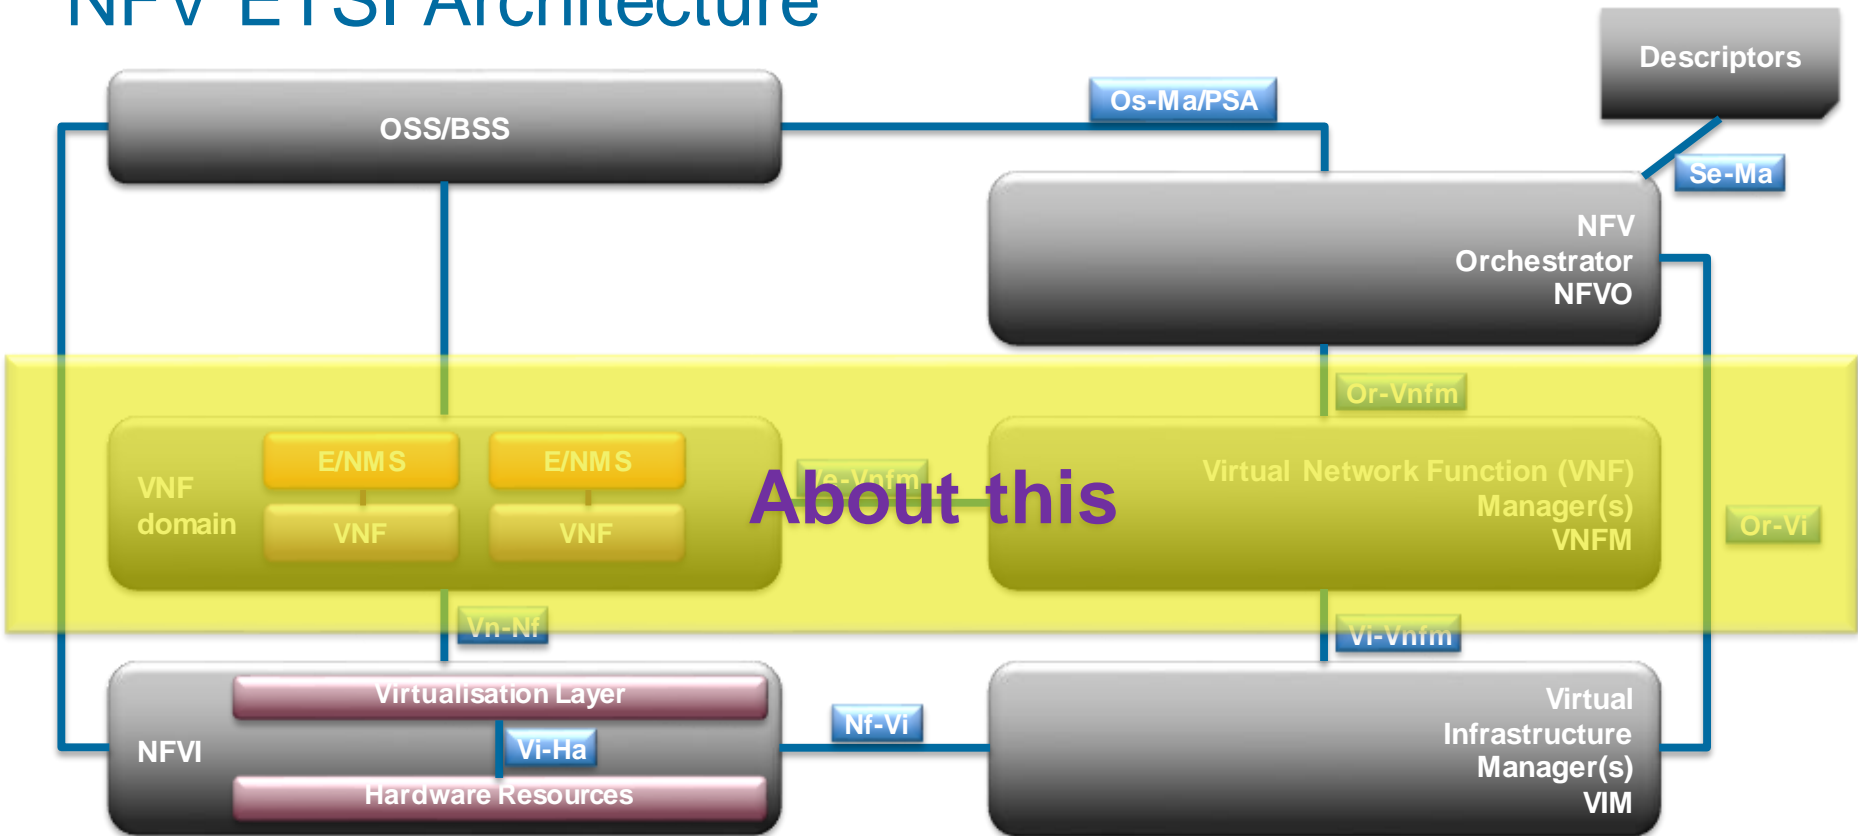 NFV ETSI Architecture
Descriptors
OSS/BSS
Os-Ma/PSA
Se-Ma
NFV
Orchestrator
NFVO
Or-Vnfm
VNF
domain
E/NMS
E/NMS
VNF
VNF
Ve-Vnfm
About this
Virtual Network Function (VNF)
Manager(s)
VNFM
Or-Vi
Vn-Nf
Vi-Vnfm
NFVI
Virtualisation Layer
Vi-Ha
Hardware Resources
Nf-Vi
Virtual
Infrastructure
Manager(s)
VIM